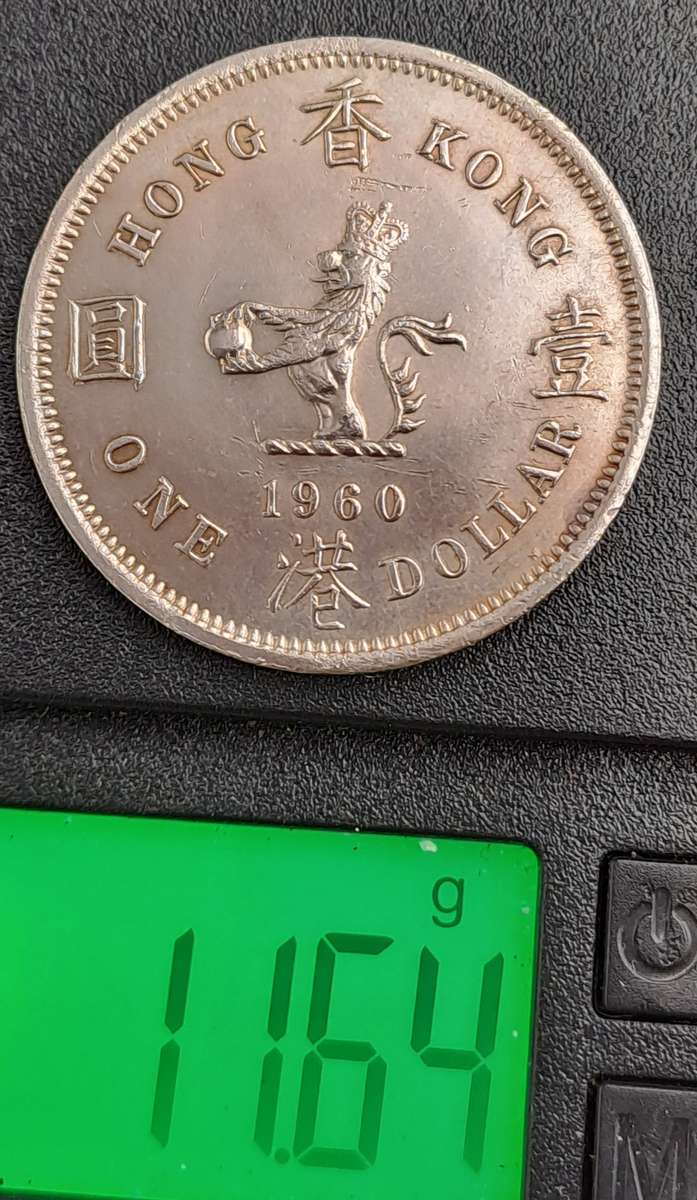 HONG KONG
香
圓
壹
1960
港
ONE DOLLAR
g
11.64
M